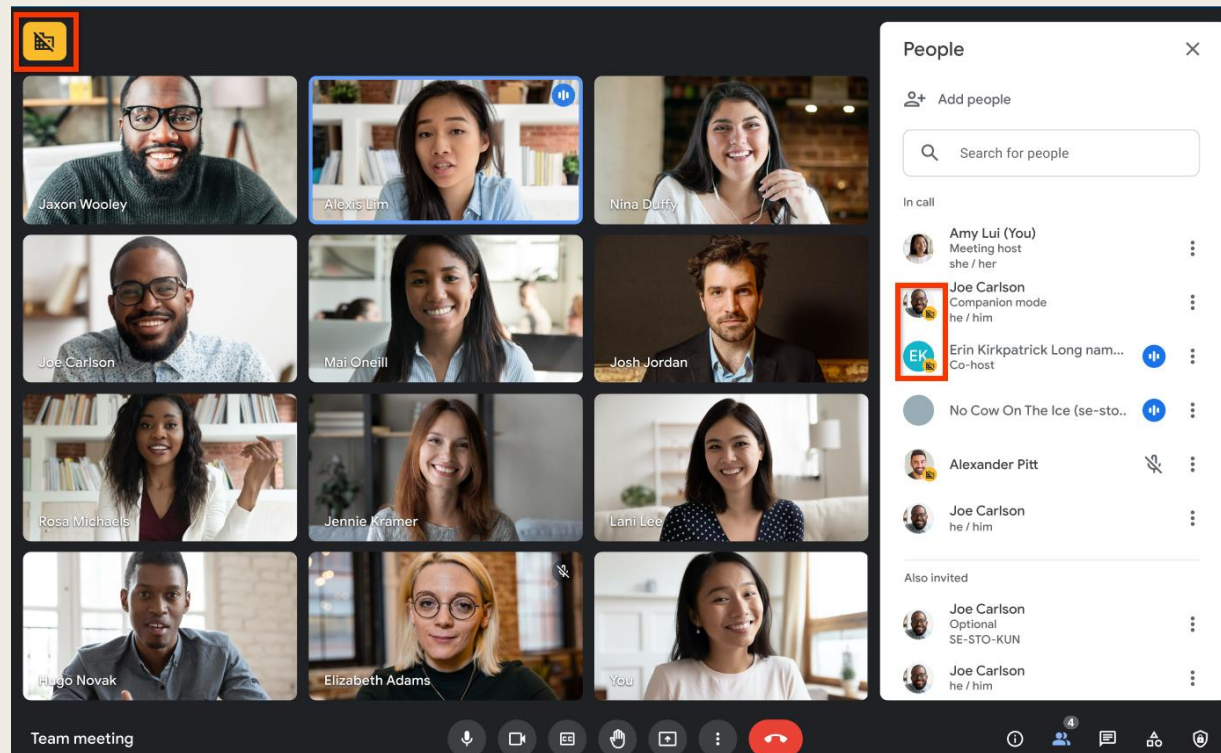 Jaxon Wooley
Alexis Lim
Nina Duffy
Joe Carlson
Mai Oneill
Josh Jordan
Rosa Michaels
Jennie Kramer
Lani Lee
Hugo Novak
Elizabeth Adams
You
Team meeting
CC
People
Add people
Search for people
In call
Amy Lui (You)
Meeting host
she / her
Joe Carlson
Companion mode
he / him
EK
Erin Kirkpatrick Long nam...
Co-host
No Cow On The Ice (se-sto..
Alexander Pitt
Joe Carlson
he / him
Also invited
Joe Carlson
Optional
SE-STO-KUN
Joe Carlson
he / him
4